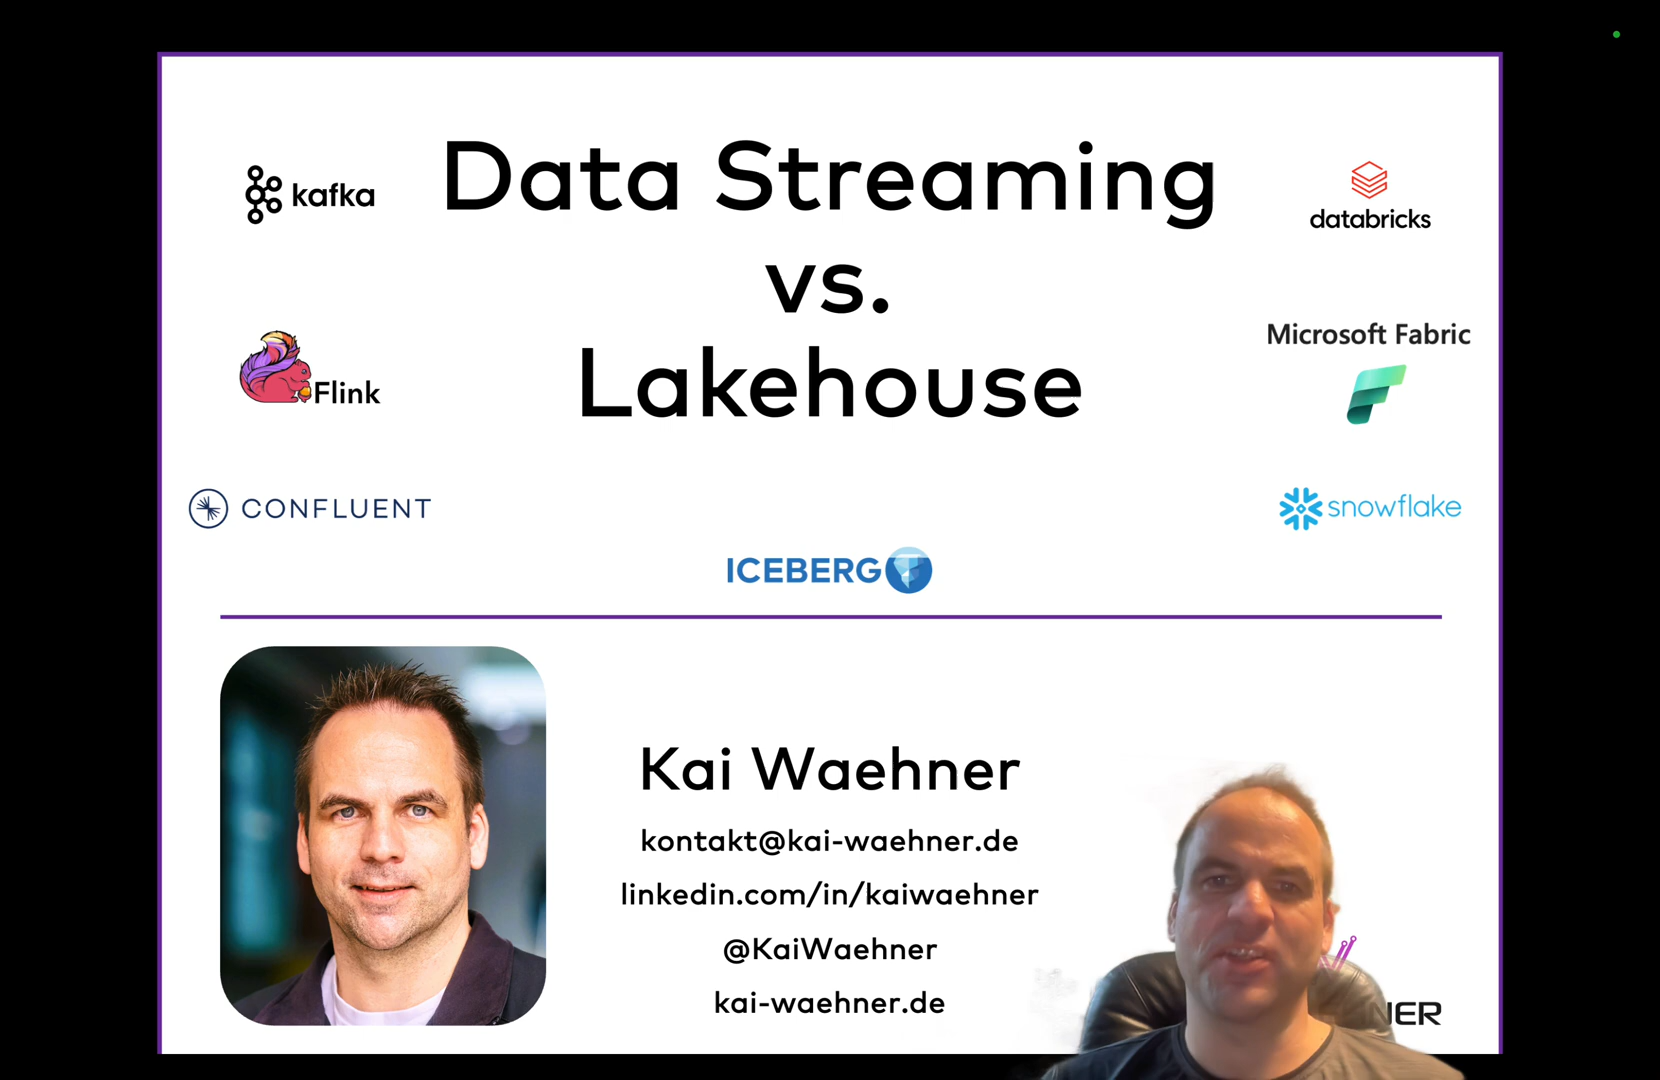 Data Streaming
vs.
Lakehouse
kafka
Flink
CONFLUENT
databricks
Microsoft Fabric
snowflake
ICEBERG
Kai Waehner
kontakt@kai-waehner.de
linkedin.com/in/kaiwaehner
@KaiWaehner
kai-waehner.de
NER